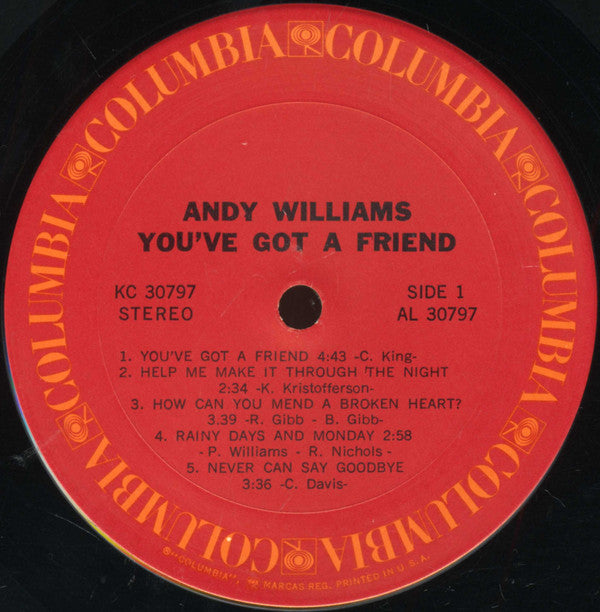 COLUMBIA COLUMBIA COLUMBIA COLUMBIA COLUMBIA COLUMBIA
ANDY WILLIAMS
YOU'VE GOT A FRIEND
KC 30797
STEREO
SIDE 1
AL 30797
1. YOU'VE GOT A FRIEND 4:43 -C. King-
2. HELP ME MAKE IT THROUGH THE NIGHT
2:34 -K. Kristofferson-
3. HOW CAN YOU MEND A BROKEN HEART?
3.39 -R. Gibb - B. Gibb-
4. RAINY DAYS AND MONDAY 2:58
- P. Williams - R. Nichols -
5. NEVER CAN SAY GOODBYE
3:36 -C. Davis-
"COLUMBIA", MARCAS REG. PRINTED IN U.S.A.